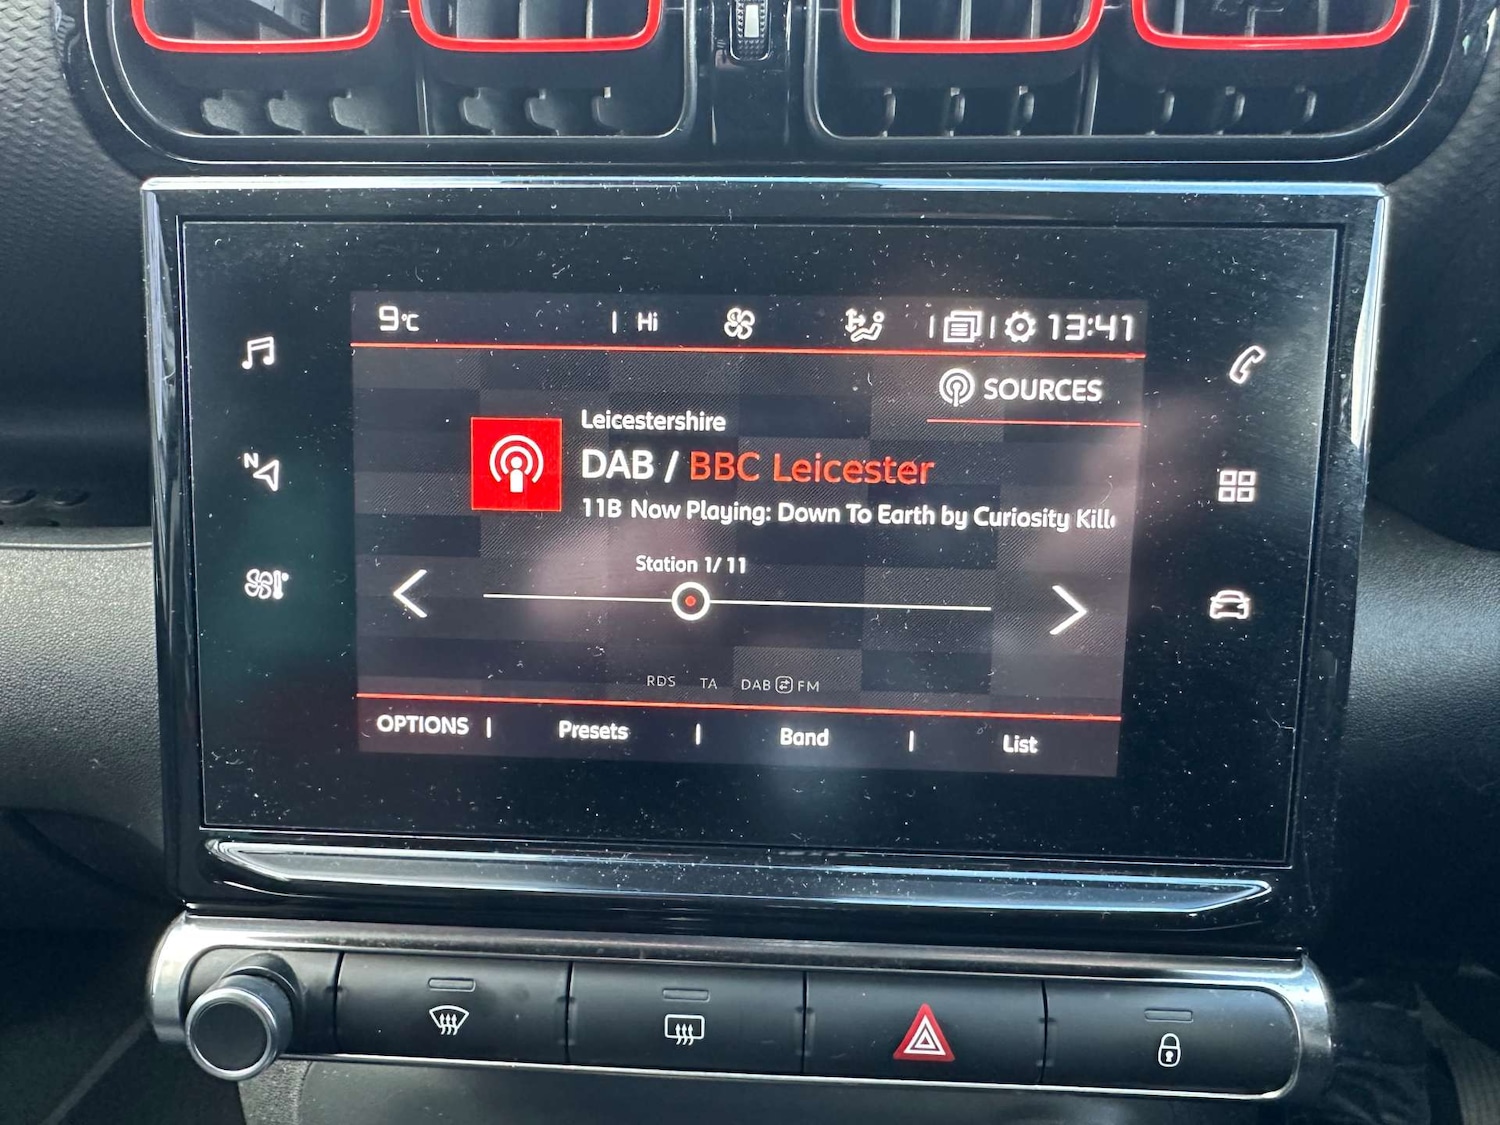 9°C | Hi | | 13:41
SOURCES
Leicestershire
DAB / BBC Leicester
11B Now Playing: Down To Earth by Curiosity Kill
Station 1/11
N
RDS TA DAB FM
OPTIONS | Presets | Band | List